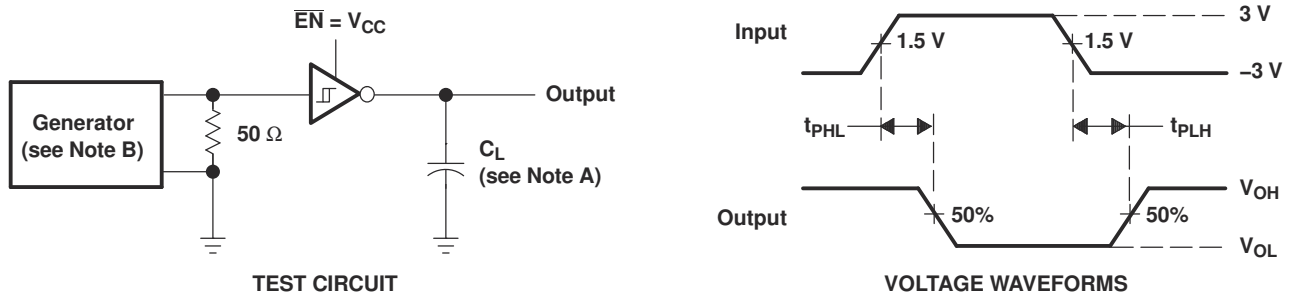 EN = VCC
Generator
(see Note B)
50 Ω
Output
CL
(see Note A)
TEST CIRCUIT
Input
1.5 V
1.5 V
3 V
–3 V
tPHL
tPLH
Output
50%
50%
VOH
VOL
VOLTAGE WAVEFORMS